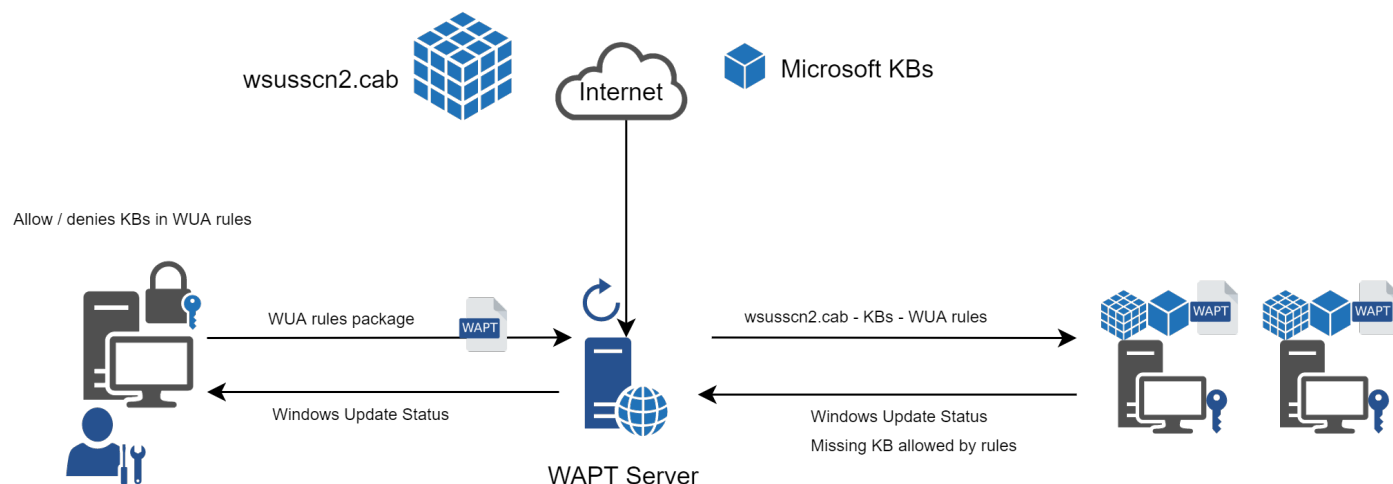 wsusscn2.cab
Internet
Microsoft KBs
Allow / denies KBs in WUA rules
WUA rules package
WAPT
wsusscn2.cab - KBs - WUA rules
WAPT
WAPT
Windows Update Status
Windows Update Status
Missing KB allowed by rules
WAPT Server